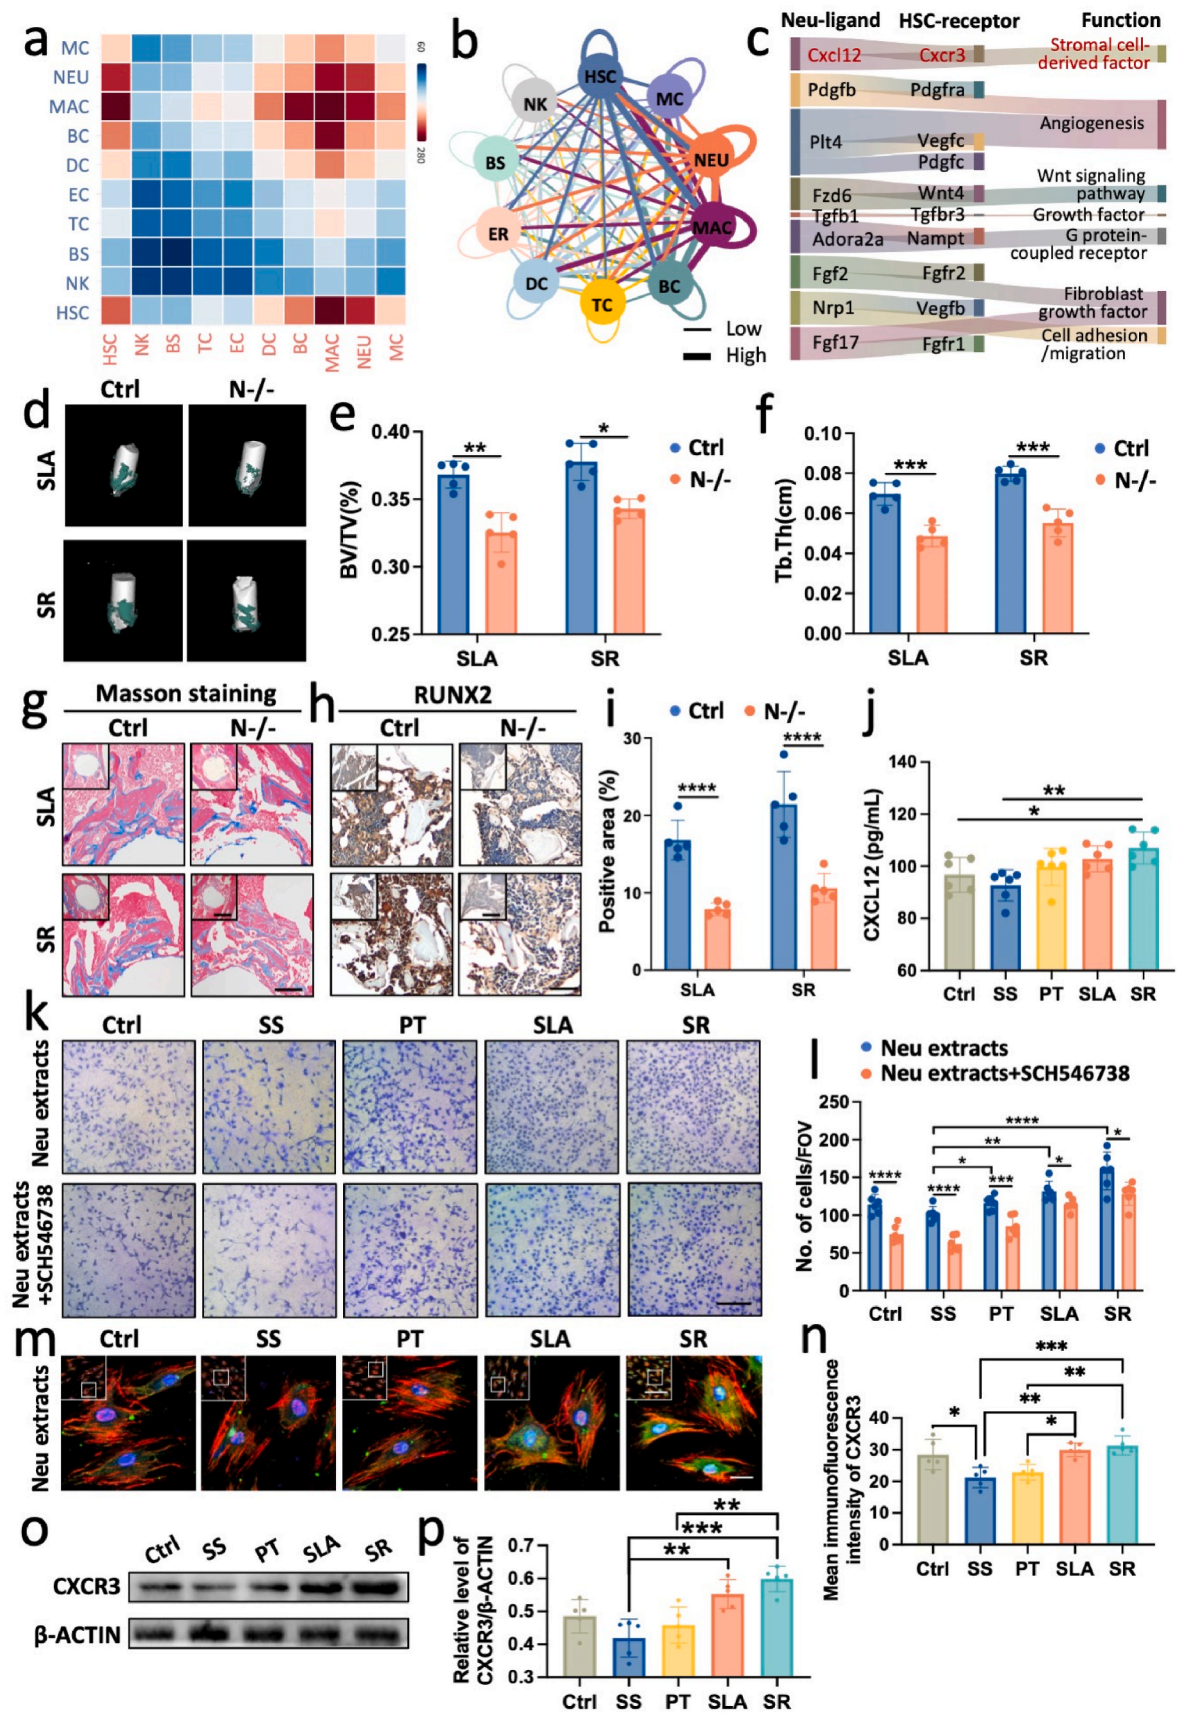 a
MC
NEU
MAC
BC
DC
EC
TC
BS
NK
HSC
60
280
HSC
NK
BS
TC
EC
DC
BC
MAC
NEU
MC
b
HSC
NK
MC
BS
NEU
ER
MAC
DC
BC
TC
Low
High
c
Neu-ligand HSC-receptor Function
Cxcl12 Cxcr3 Stromal cell-
derived factor
Pdgfb Pdgfra
Angiogenesis
Plt4 Vegfc
Pdgfc
Wnt signaling
Fzd6 Wnt4 pathway
Tgfb1 Tgfbr3 Growth factor
Adora2a Nampt G protein-
coupled receptor
Fgf2 Fgfr2
Fibroblast
Nrp1 Vegfb growth factor
Cell adhesion
Fgf17 Fgfr1 /migration
d
Ctrl N-/-
SLA
SR
e
BV/TV(%)
0.40
0.35
0.30
0.25
** *
Ctrl
N-/-
SLA SR
f
Tb.Th(cm)
0.10
0.08
0.06
0.04
0.02
0.00
*** ***
Ctrl
N-/-
SLA SR
g
Masson staining
Ctrl N-/-
SLA
SR
h
RUNX2
Ctrl N-/-
i
Ctrl N-/-
Positive area (%)
30
20
10
0
**** ****
SLA SR
j
CXCL12 (pg/mL)
140
120
100
80
60
**
*
Ctrl SS PT SLA SR
k
Ctrl SS PT SLA SR
Neu extracts
Neu extracts
+SCH546738
l
Neu extracts
Neu extracts+SCH546738
No. of cells/FOV
250
200
150
100
50
0
****
**
*
**** **** *** * *
Ctrl SS PT SLA SR
m
Ctrl SS PT SLA SR
Neu extracts
n
Mean immunofluorescence
intensity of CXCR3
40
30
20
10
0
***
**
**
*
*
Ctrl SS PT SLA SR
o
Ctrl SS PT SLA SR
CXCR3
β-ACTIN
p
Relative level of
CXCR3/β-ACTIN
0.7
0.6
0.5
0.4
0.3
**
***
**
Ctrl SS PT SLA SR